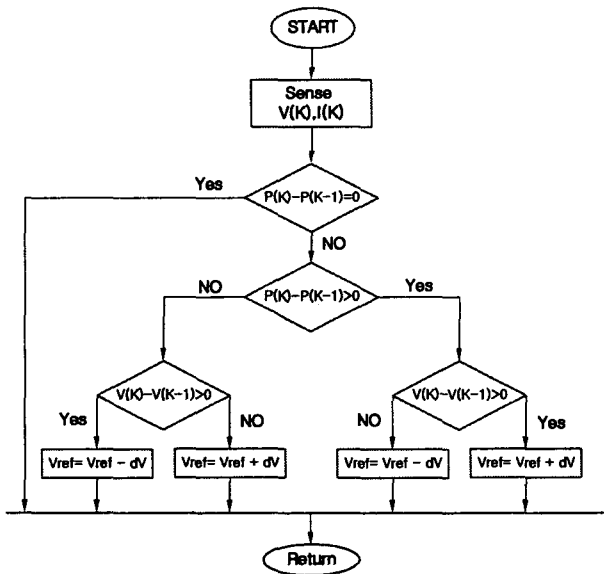 START
Sense
V(K),I(K)
Yes
P(K)-P(K-1)=0
NO
NO
P(K)-P(K-1)>0
Yes
V(K)-V(K-1)>0
V(K)-V(K-1)>0
Yes
NO
NO
Yes
Vref= Vref - dV
Vref= Vref + dV
Vref= Vref - dV
Vref= Vref + dV
Return